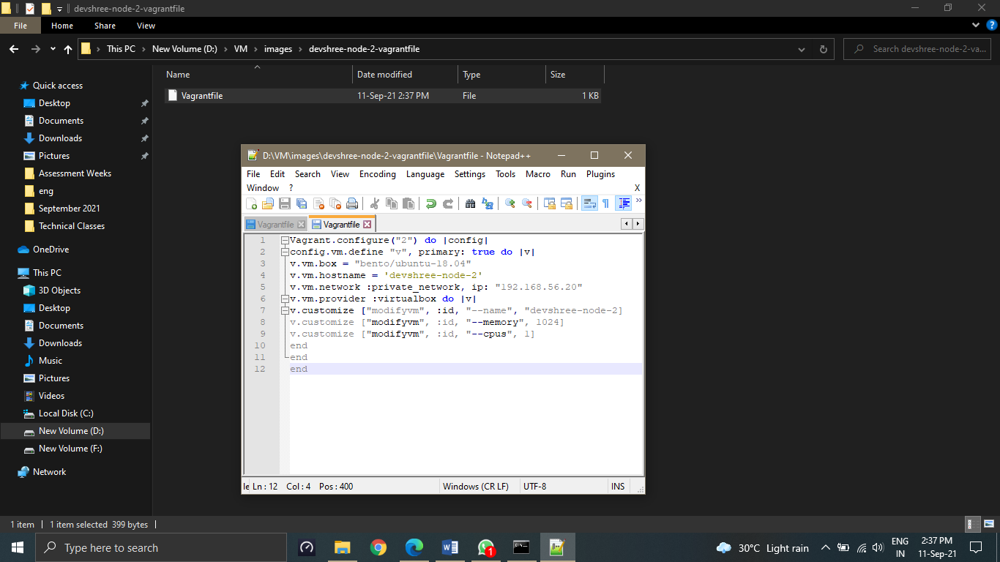 devshree-node-2-vagrantfile
File Home Share View
This PC New Volume (D:) VM images devshree-node-2-vagrantfile
Search devshree-node-2-va...
Name Date modified Type Size
Vagrantfile 11-Sep-21 2:37 PM File 1 KB
Quick access
Desktop
Documents
Downloads
Pictures
Assessment Weeks
eng
September 2021
Technical Classes
OneDrive
This PC
3D Objects
Desktop
Documents
Downloads
Music
Pictures
Videos
Local Disk (C:)
New Volume (D:)
New Volume (F:)
Network
D:\VM\images\devshree-node-2-vagrantfile\Vagrantfile - Notepad++
File Edit Search View Encoding Language Settings Tools Macro Run Plugins
Window ? X
Vagrantfile Vagrantfile
1 Vagrant.configure("2") do |config|
2 config.vm.define "v", primary: true do |v|
3 v.vm.box = "bento/ubuntu-18.04"
4 v.vm.hostname = 'devshree-node-2'
5 v.vm.network :private_network, ip: "192.168.56.20"
6 v.vm.provider :virtualbox do |v|
7 v.customize ["modifyvm", :id, "--name", "devshree-node-2]
8 v.customize ["modifyvm", :id, "--memory", 1024]
9 v.customize ["modifyvm", :id, "--cpus", 1]
10 end
11 end
12 end
le Ln : 12 Col : 4 Pos : 400 Windows (CR LF) UTF-8 INS
1 item 1 item selected 399 bytes
Type here to search
1
30°C Light rain
ENG
IN
2:37 PM
11-Sep-21